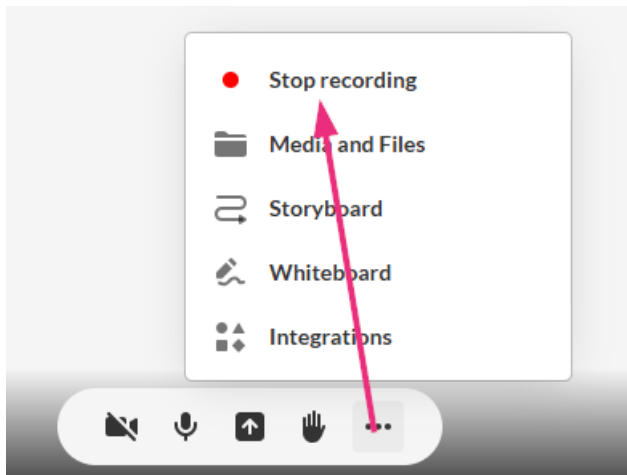 Stop recording
Media and Files
Storyboard
Whiteboard
Integrations